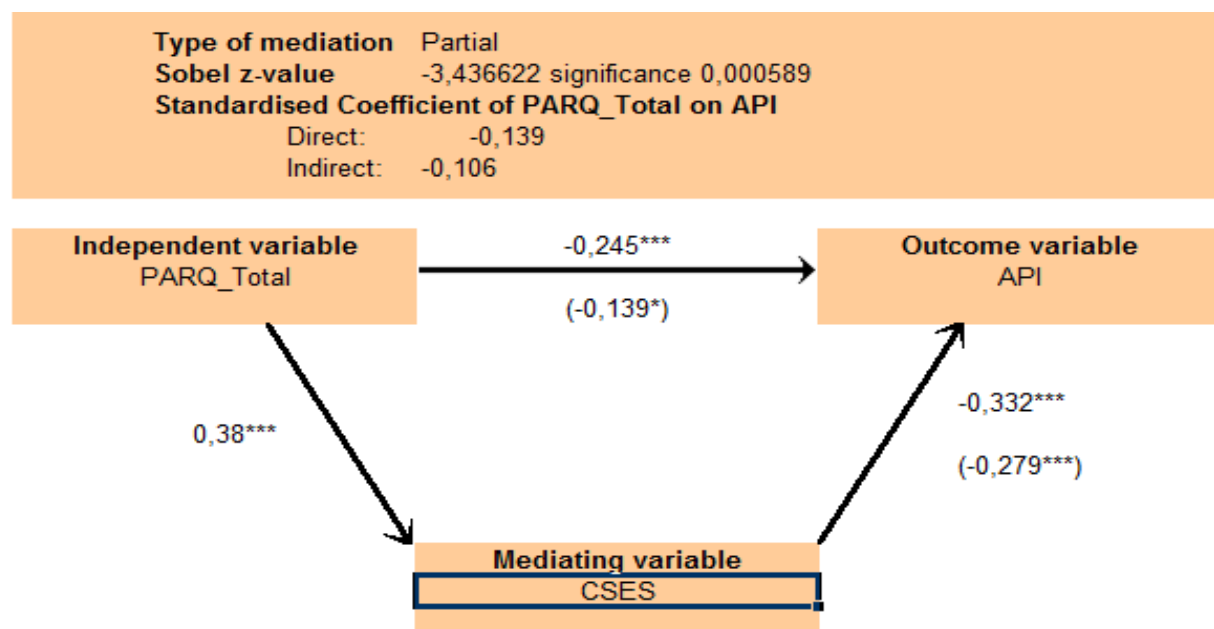 Type of mediation Partial
Sobel z-value -3,436622 significance 0,000589
Standardised Coefficient of PARQ_Total on API
Direct: -0,139
Indirect: -0,106
Independent variable
PARQ_Total
-0,245***
(-0,139*)
Outcome variable
API
0,38***
-0,332***
(-0,279***)
Mediating variable
CSES